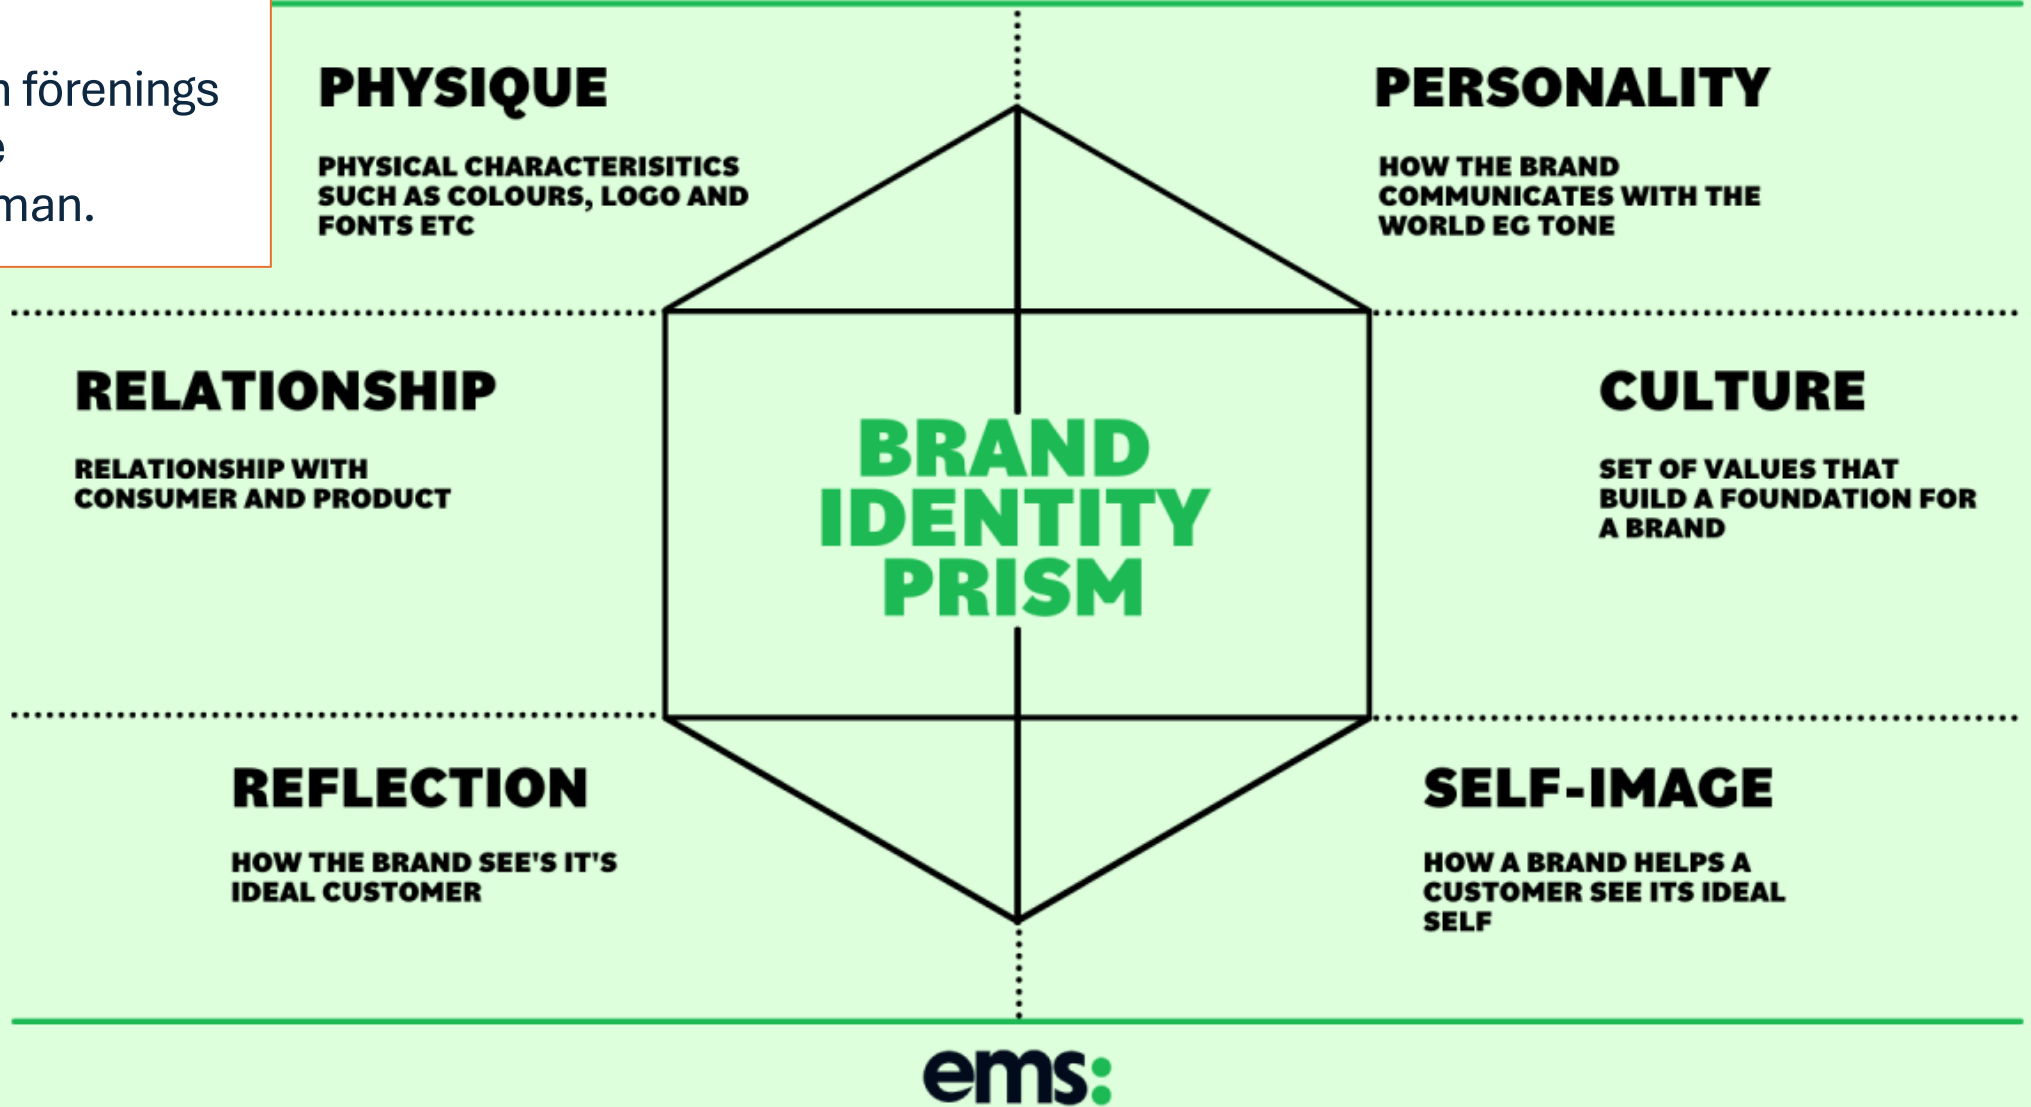 förenings
man.
PHYSIQUE
PHYSICAL CHARACTERISITICS
SUCH AS COLOURS, LOGO AND
FONTS ETC
PERSONALITY
HOW THE BRAND
COMMUNICATES WITH THE
WORLD EG TONE
RELATIONSHIP
RELATIONSHIP WITH
CONSUMER AND PRODUCT
BRAND
IDENTITY
PRISM
CULTURE
SET OF VALUES THAT
BUILD A FOUNDATION FOR
A BRAND
REFLECTION
HOW THE BRAND SEE'S IT'S
IDEAL CUSTOMER
SELF-IMAGE
HOW A BRAND HELPS A
CUSTOMER SEE ITS IDEAL
SELF
ems: